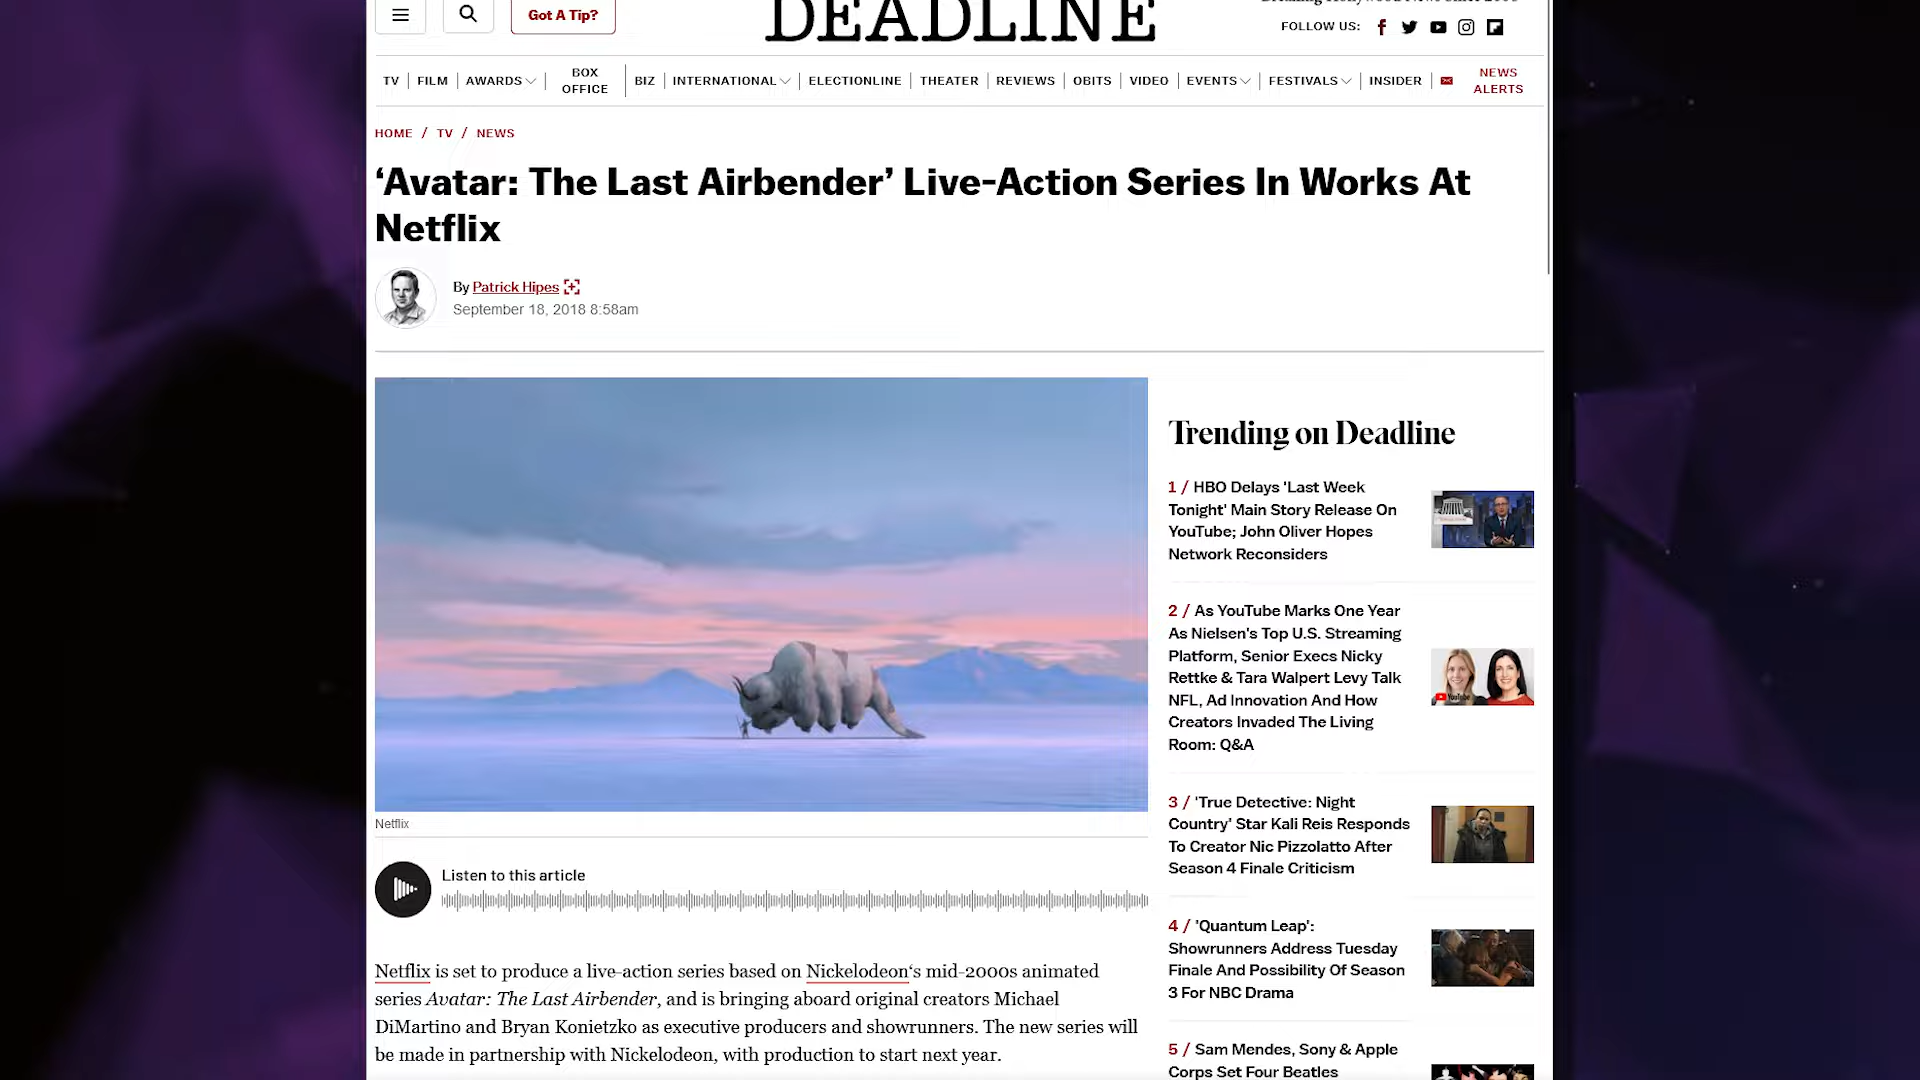 Got A Tip?
DEADLINE
FOLLOW US:
TV
FILM
AWARDS
BOX
OFFICE
BIZ
INTERNATIONAL
ELECTIONLINE
THEATER
REVIEWS
OBITS
VIDEO
EVENTS
FESTIVALS
INSIDER
NEWS
ALERTS
HOME / TV / NEWS
‘Avatar: The Last Airbender’ Live-Action Series In Works At
Netflix
By Patrick Hipes
September 18, 2018 8:58am
Netflix
Listen to this article
Netflix is set to produce a live-action series based on Nickelodeon‘s mid-2000s animated
series Avatar: The Last Airbender, and is bringing aboard original creators Michael
DiMartino and Bryan Konietzko as executive producers and showrunners. The new series will
be made in partnership with Nickelodeon, with production to start next year.
Trending on Deadline
1 / HBO Delays 'Last Week
Tonight' Main Story Release On
YouTube; John Oliver Hopes
Network Reconsiders
2 / As YouTube Marks One Year
As Nielsen's Top U.S. Streaming
Platform, Senior Execs Nicky
Rettke & Tara Walpert Levy Talk
NFL, Ad Innovation And How
Creators Invaded The Living
Room: Q&A
YouTube
3 / 'True Detective: Night
Country' Star Kali Reis Responds
To Creator Nic Pizzolatto After
Season 4 Finale Criticism
4 / 'Quantum Leap':
Showrunners Address Tuesday
Finale And Possibility Of Season
3 For NBC Drama
5 / Sam Mendes, Sony & Apple
Corps Set Four Beatles